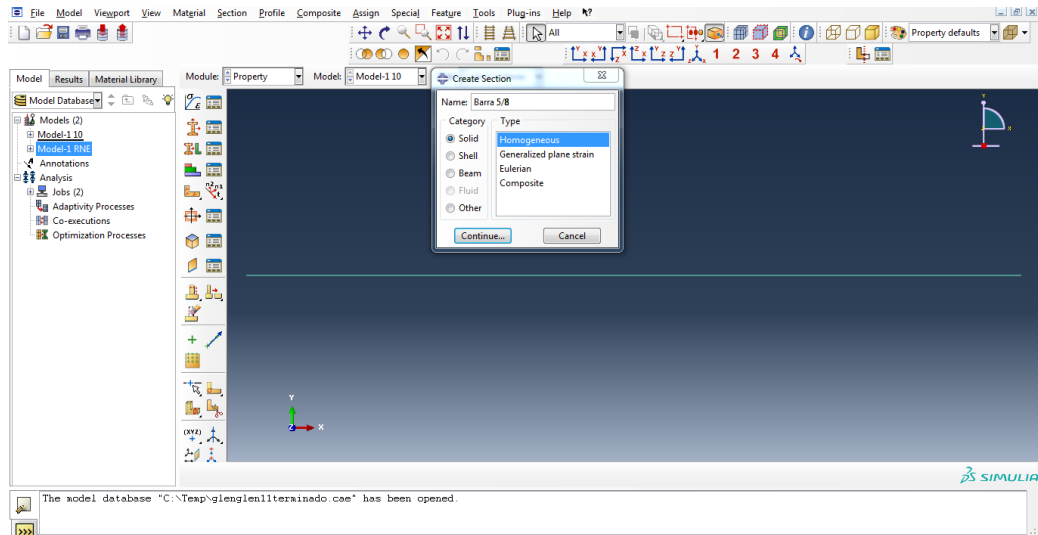 File Model Viewport View Material Section Profile Composite Assign Special Feature Tools Plug-ins Help
All
Property defaults
1 2 3 4
Model Results Material Library
Module: Property Model: Model-1 10
Model Database
Models (2)
Model-1 10
Model-1 RNE
Annotations
Analysis
Jobs (2)
Adaptivity Processes
Co-executions
Optimization Processes
Create Section
Name: Barra 5/8
Category Type
Solid
Shell
Beam
Fluid
Other
Homogeneous
Generalized plane strain
Eulerian
Composite
Continue... Cancel
(XYZ)
Y
X
Z
Y
X
SIMULIA
The model database "C:\Temp\glenglen11terminado.cae" has been opened.
>>>